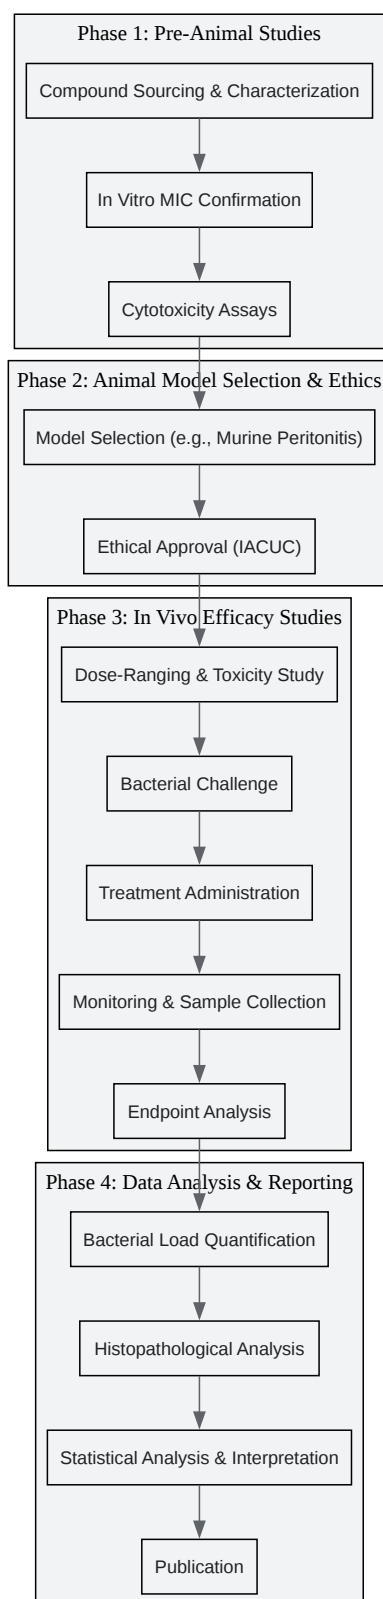 Phase 1: Pre-Animal Studies
Compound Sourcing & Characterization
In Vitro MIC Confirmation
Cytotoxicity Assays
Phase 2: Animal Model Selection & Ethics
Model Selection (e.g., Murine Peritonitis)
Ethical Approval (IACUC)
Phase 3: In Vivo Efficacy Studies
Dose-Ranging & Toxicity Study
Bacterial Challenge
Treatment Administration
Monitoring & Sample Collection
Endpoint Analysis
Phase 4: Data Analysis & Reporting
Bacterial Load Quantification
Histopathological Analysis
Statistical Analysis & Interpretation
Publication